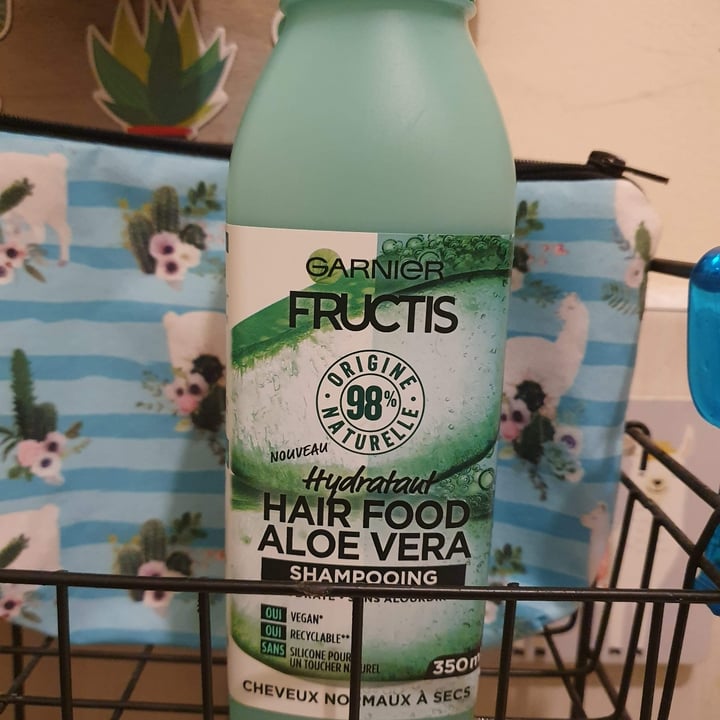 GARNIER
FRUCTIS
ORIGINE
98%
NATURELLE
NOUVEAU
Hydratant
HAIR FOOD
ALOE VERA
SHAMPOOING
OUI VEGAN*
OUI RECYCLABLE**
SANS SILICONE POUR
UN TOUCHER NATUREL
350 m
CHEVEUX NORMAUX À SECS